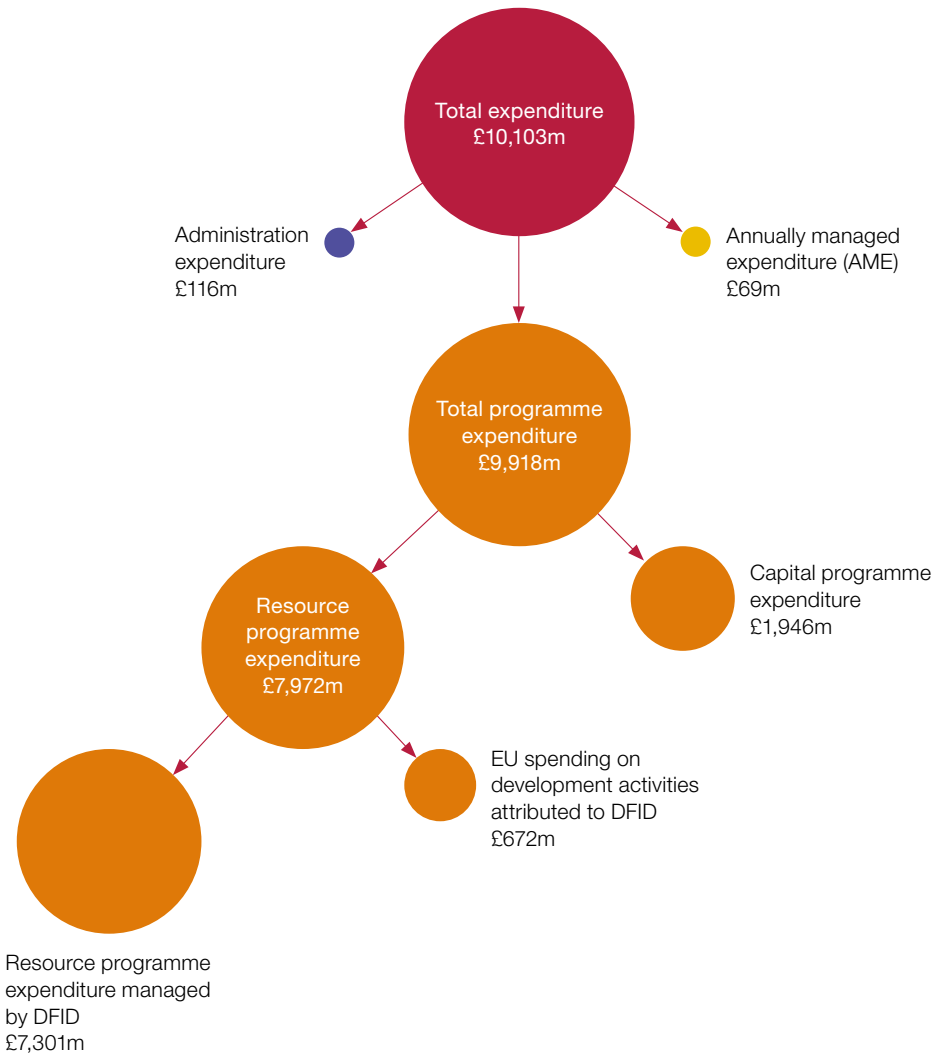 Total expenditure
£10,103m
Administration
expenditure
£116m
Annually managed
expenditure (AME)
£69m
Total programme
expenditure
£9,918m
Capital programme
expenditure
£1,946m
Resource
programme
expenditure
£7,972m
EU spending on
development activities
attributed to DFID
£672m
Resource programme
expenditure managed
by DFID
£7,301m